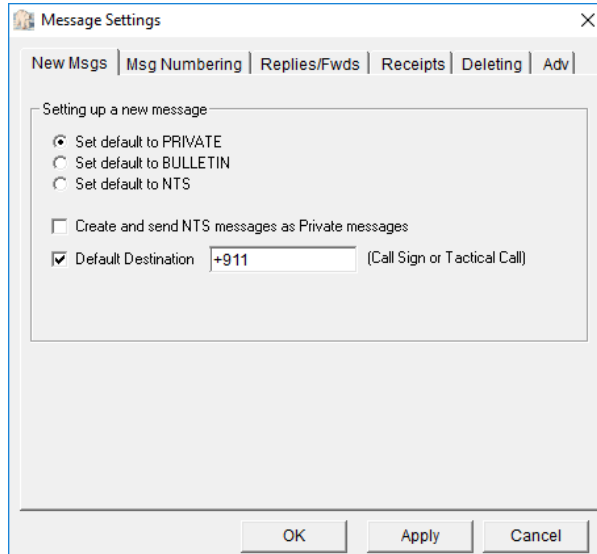 Message Settings
New Msgs Msg Numbering Replies/Fwds Receipts Deleting Adv
Setting up a new message
Set default to PRIVATE
Set default to BULLETIN
Set default to NTS
Create and send NTS messages as Private messages
Default Destination +911 (Call Sign or Tactical Call)
OK Apply Cancel